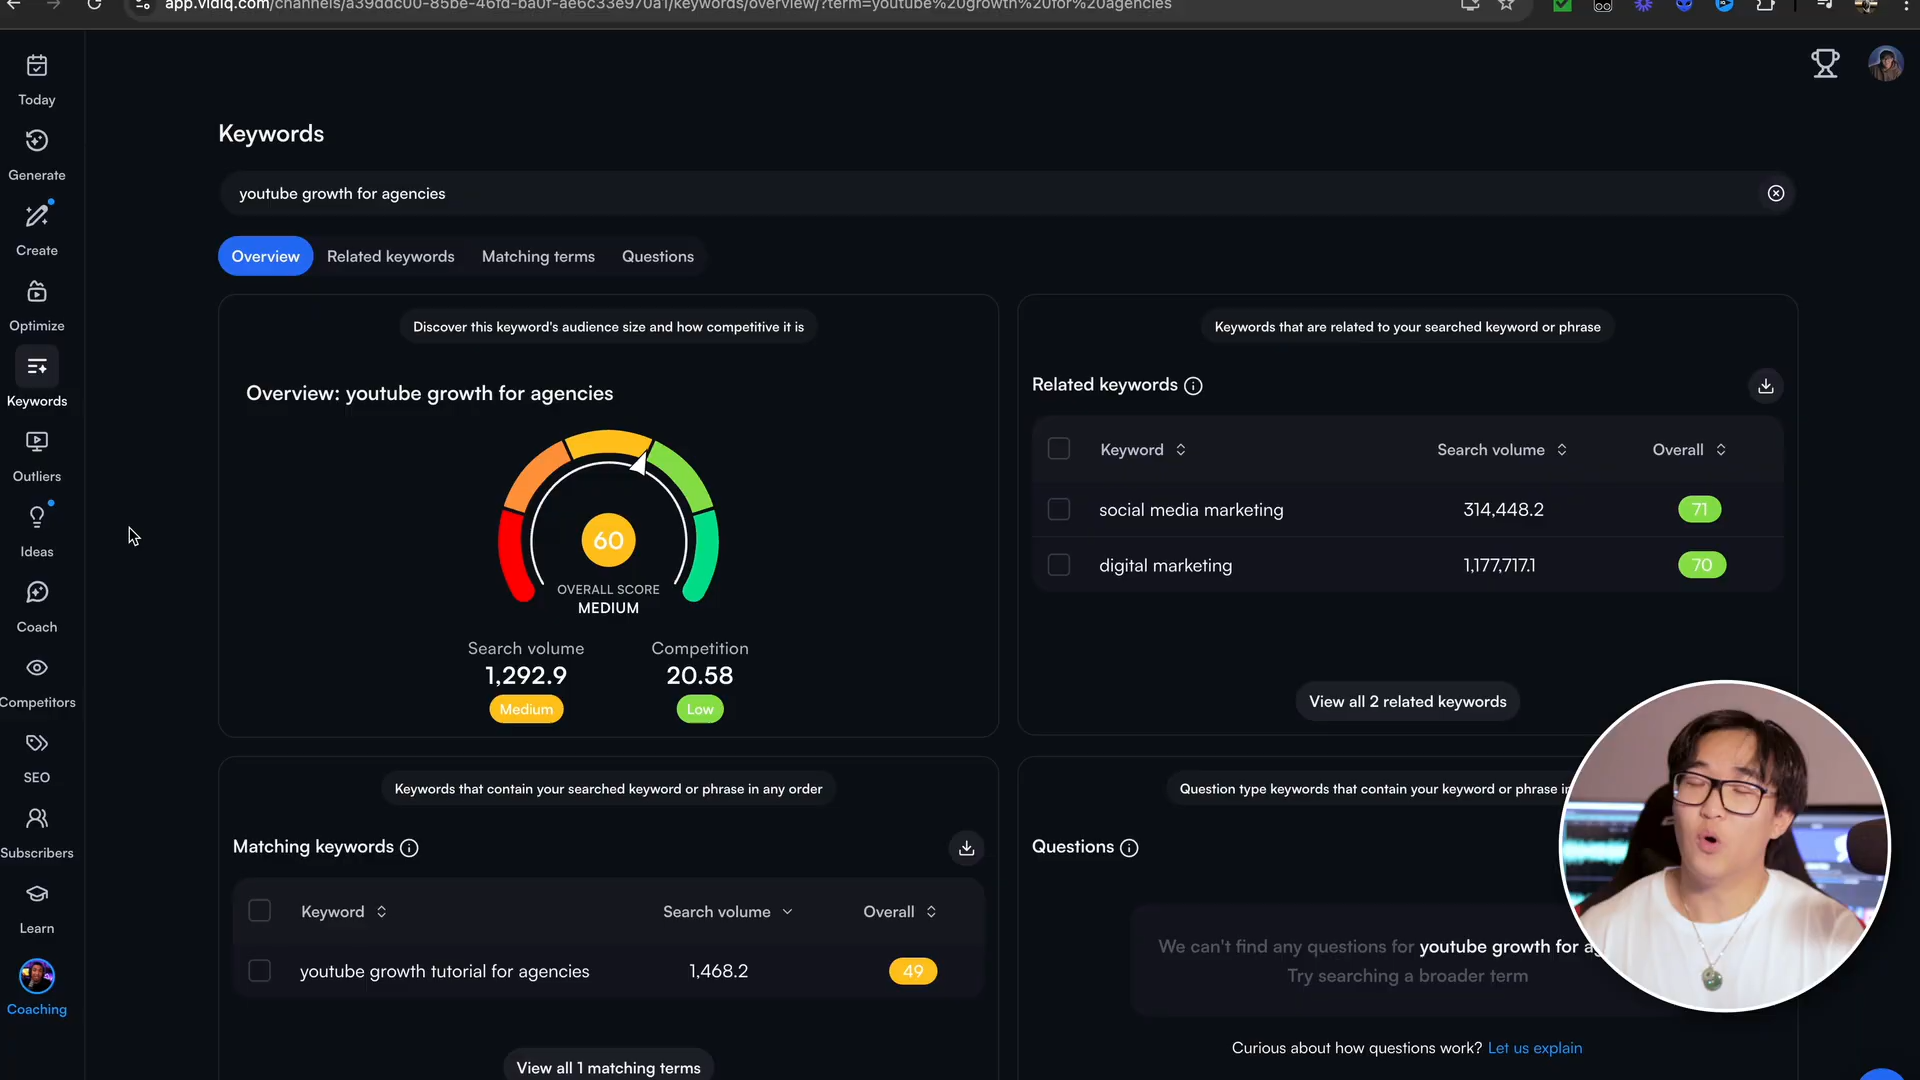 app.vidiq.com/channels/a39ddc00-85be-46fd-ba0f-ae6c33e970a1/keywords/overview/?term=youtube%20growth%20for%20agencies
Today
Generate
Create
Optimize
Keywords
Outliers
Ideas
Coach
Competitors
SEO
Subscribers
Learn
Coaching
Keywords
youtube growth for agencies
Overview Related keywords Matching terms Questions
Discover this keyword's audience size and how competitive it is
Overview: youtube growth for agencies
60
OVERALL SCORE
MEDIUM
Search volume Competition
1,292.9 20.58
Medium Low
Keywords that are related to your searched keyword or phrase
Related keywords
Keyword Search volume Overall
social media marketing 314,448.2 71
digital marketing 1,177,717.1 70
View all 2 related keywords
Keywords that contain your searched keyword or phrase in any order
Matching keywords
Keyword Search volume Overall
youtube growth tutorial for agencies 1,468.2 49
View all 1 matching terms
Question type keywords that contain your keyword or phrase
Questions
We can't find any questions for youtube growth for
Try searching a broader term
Curious about how questions work? Let us explain